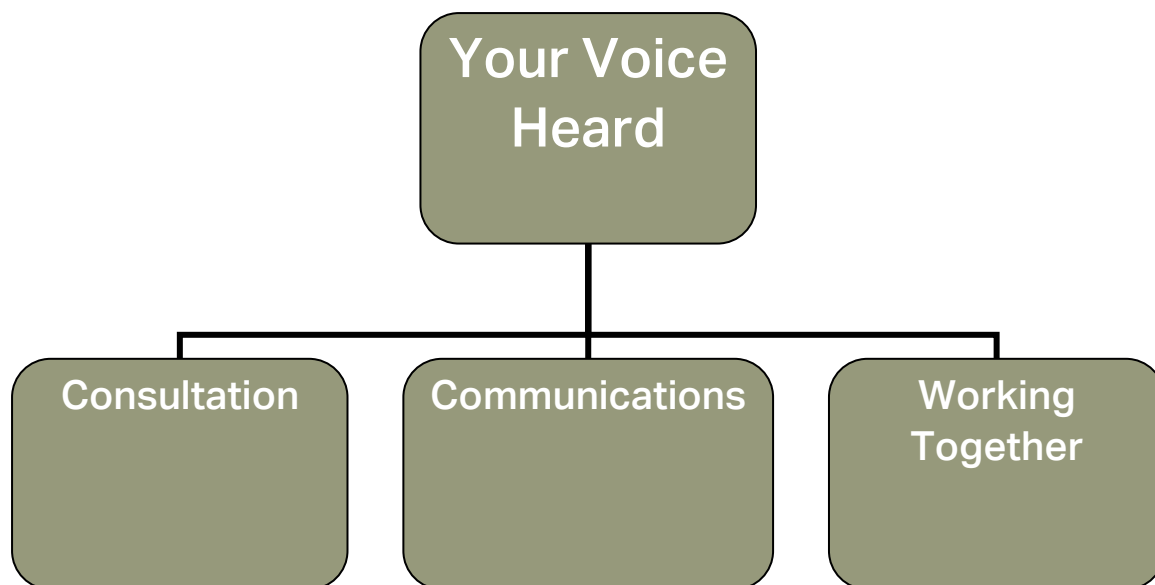 Your Voice
Heard
Consultation
Communications
Working
Together